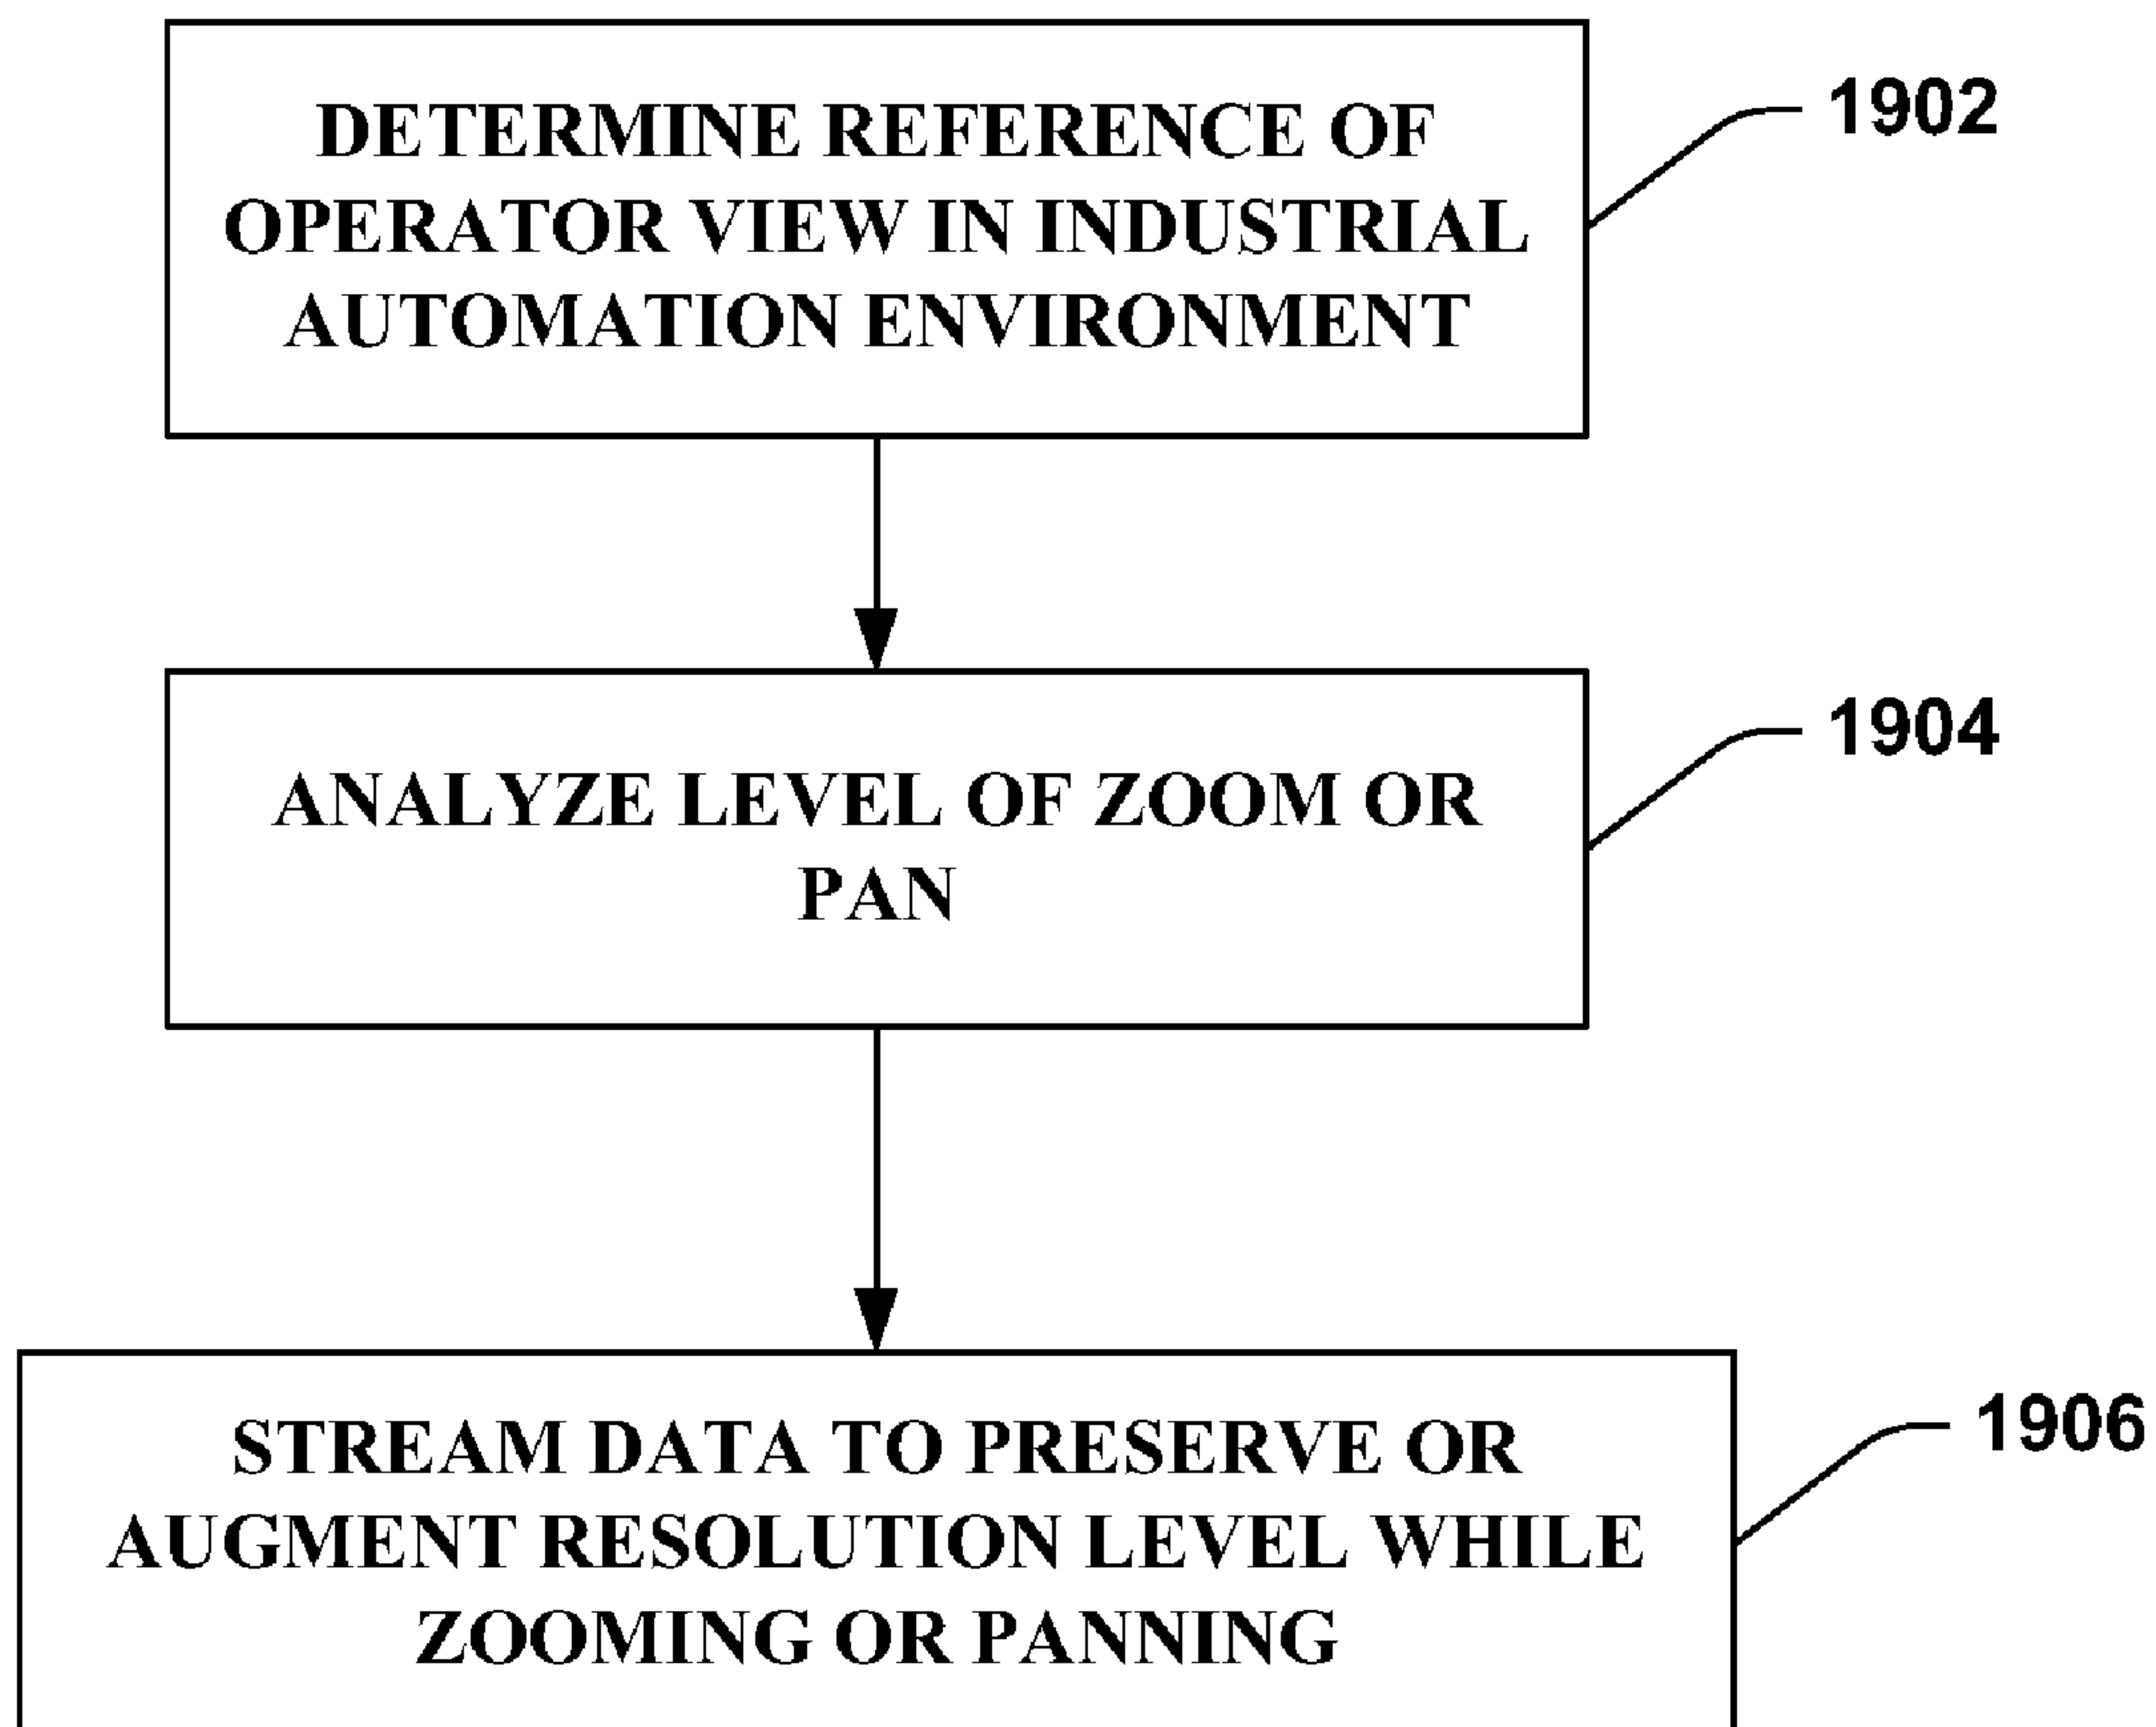 DETERMINE REFERENCE OF
OPERATOR VIEW IN INDUSTRIAL
AUTOMATION ENVIRONMENT
1902
ANALYZE LEVEL OF ZOOM OR
PAN
1904
STREAM DATA TO PRESERVE OR
AUGMENT RESOLUTION LEVEL WHILE
ZOOMING OR PANNING
1906